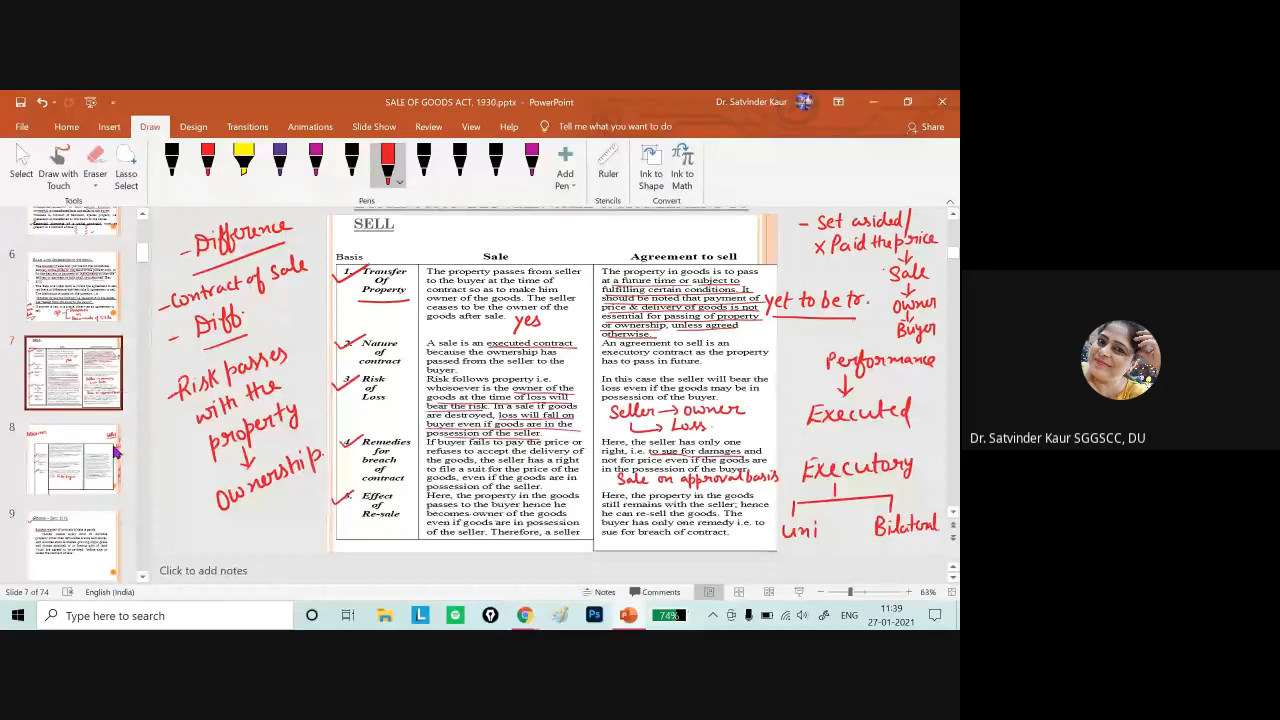 SALE OF GOODS ACT, 1930.pptx - PowerPoint
Dr. Satvinder Kaur
File Home Insert Draw Design Transitions Animations Slide Show Review View Help Tell me what you want to do Share
Select
Draw with Touch
Eraser
Lasso Select
Add Pen
Ruler
Ink to Shape
Ink to Math
Tools
Pens
Stencils
Convert
6
7
8
9
- Difference
- Contract of Sale
- Diff:
- Risk passes
with the
property
Ownership.
SELL
Basis Sale Agreement to sell
1. Transfer Of Property
The property passes from seller
to the buyer at the time of
contract so as to make him
owner of the goods. The seller
ceases to be the owner of the
goods after sale.
yes
The property in goods is to pass
at a future time or subject to
fulfilling certain conditions. It
should be noted that payment of
price & delivery of goods is not
essential for passing of property
or ownership, unless agreed
otherwise.
2. Nature of contract
A sale is an executed contract
because the ownership has
passed from the seller to the
buyer.
An agreement to sell is an
executory contract as the property
has to pass in future.
3. Risk of Loss
Risk follows property i.e.
whosoever is the owner of the
goods at the time of loss will
bear the risk. In a sale if goods
are destroyed, loss will fall on
buyer even if goods are in the
possession of the seller.
In this case the seller will bear the
loss even if the goods may be in
possession of the buyer.
Seller → owner
Loss.
4. Remedies for breach of contract
If buyer fails to pay the price or
refuses to accept the delivery of
the goods, the seller has a right
to file a suit for the price of the
goods, even if the goods are in
possession of the seller.
Here, the seller has only one
right, i.e. to sue for damages and
not for price even if the goods are
in the possession of the buyer.
Sale on approval basis
5. Effect of Re-sale
Here, the property in the goods
passes to the buyer hence he
becomes owner of the goods
even if goods are in possession
of the seller. Therefore, a seller
Here, the property in the goods
still remains with the seller; hence
he can re-sell the goods. The
buyer has only one remedy i.e. to
sue for breach of contract.
- Set asided/
x Paid the price
Sale
owner
Buyer
yet to be tr.
Performance
Executed
Executory
Uni Bilateral
Click to add notes
Slide 7 of 74 English (India) Notes Comments 63%
Type here to search
74%
ENG
11:39
27-01-2021
Dr. Satvinder Kaur SGGSCC, DU